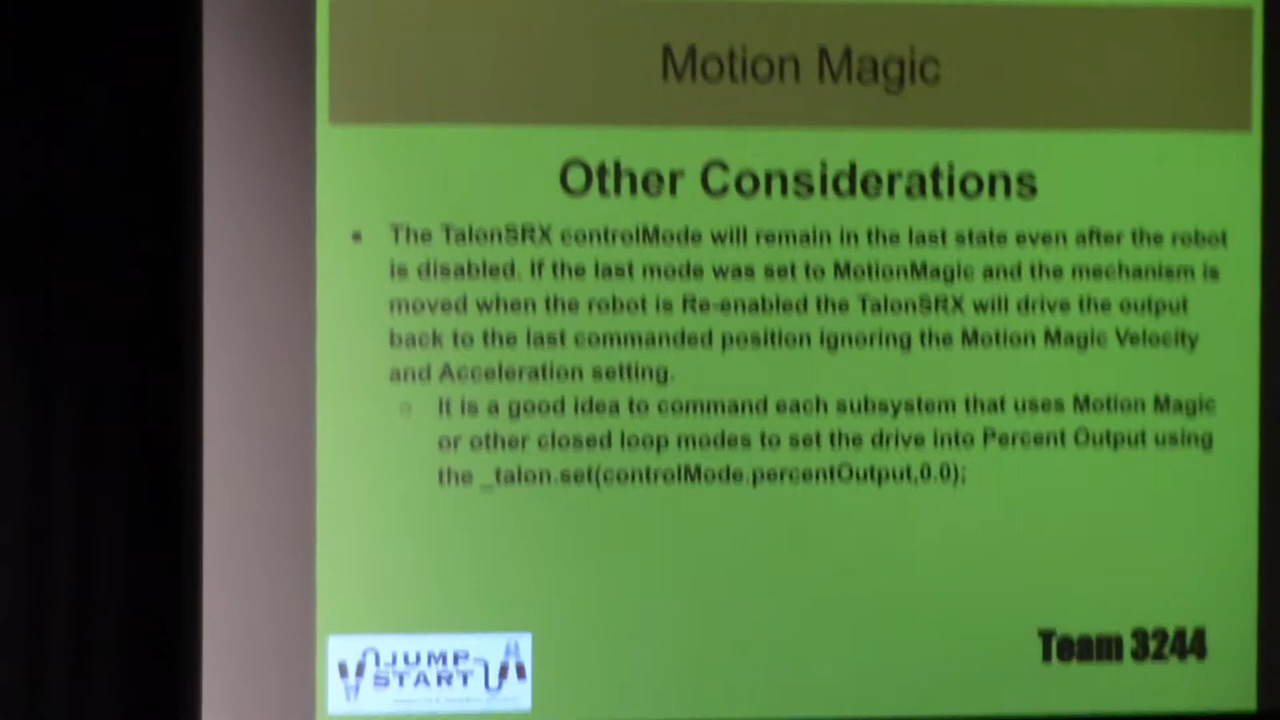 Motion Magic
Other Considerations
The TalonSRX controlMode will remain in the last state even after the robot
is disabled. If the last mode was set to MotionMagic and the mechanism is
moved when the robot is Re-enabled the TalonSRX will drive the output
back to the last commanded position ignoring the Motion Magic Velocity
and Acceleration setting.
It is a good idea to command each subsystem that uses Motion Magic
or other closed loop modes to set the drive into Percent Output using
the _talon.set(controlMode.percentOutput,0.0);
JUMP
START
Team 3244